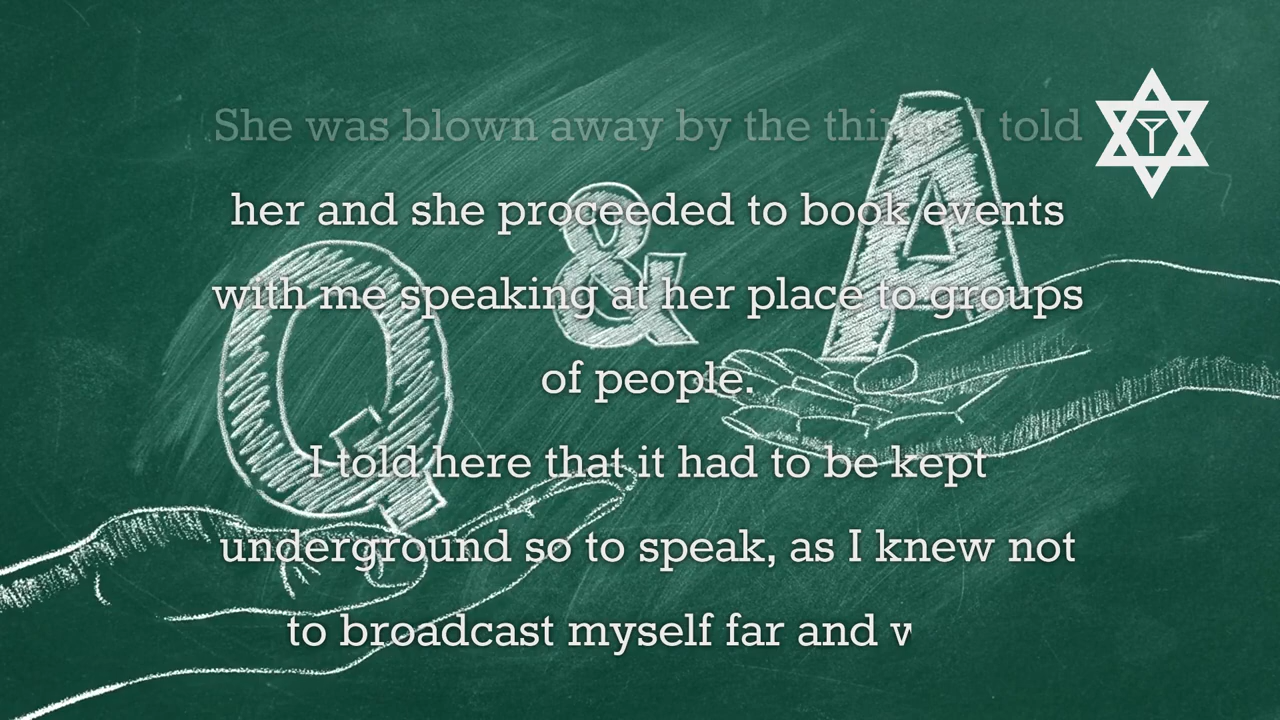 She was blown away by the things I told
her and she proceeded to book events
with me speaking at her place to groups
of people.
I told here that it had to be kept
underground so to speak, as I knew not
to broadcast myself far and
Q & A